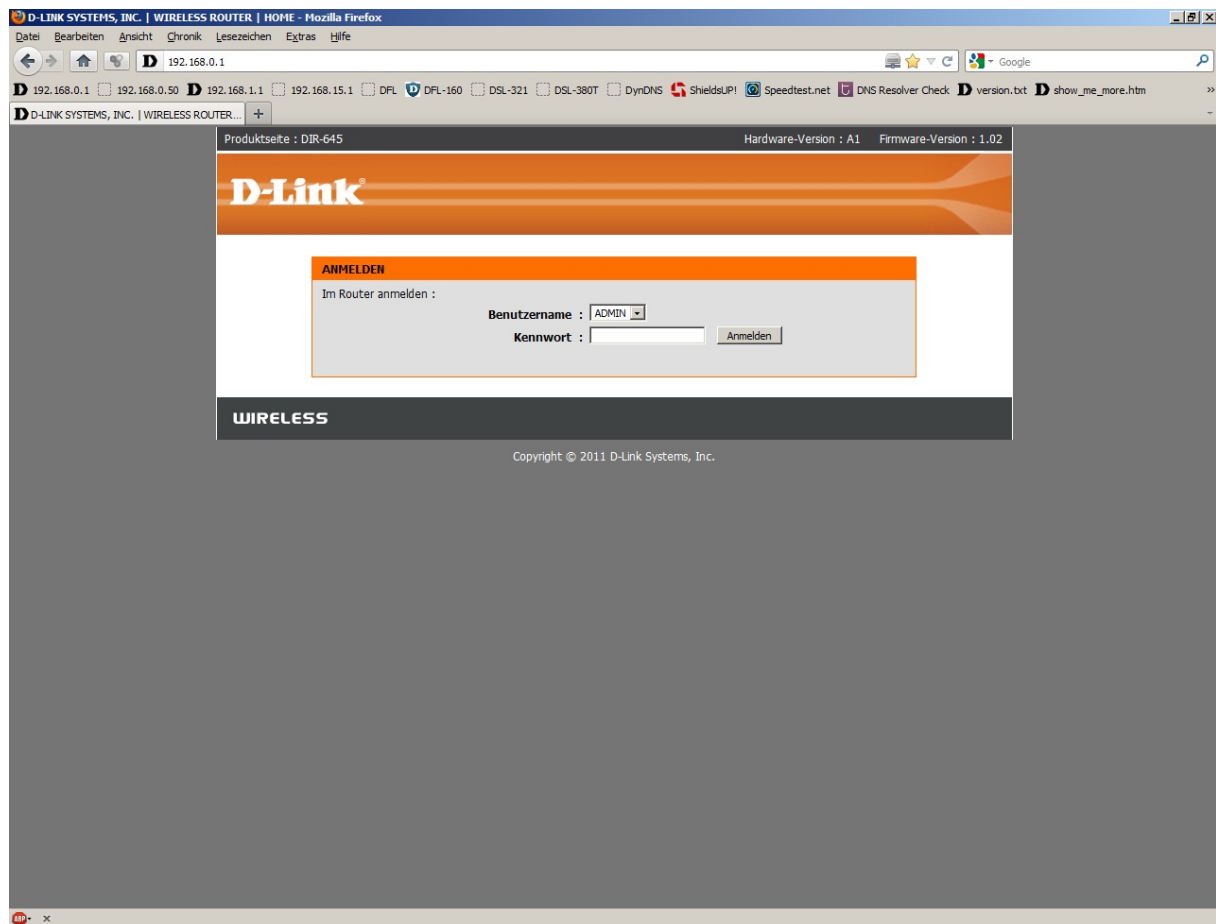 D-LINK SYSTEMS, INC. | WIRELESS ROUTER | HOME - Mozilla Firefox
Datei Bearbeiten Ansicht Chronik Lesezeichen Extras Hilfe
192.168.0.1 Google
192.168.0.1 192.168.0.50 192.168.1.1 192.168.15.1 DFL DFL-160 DSL-321 DSL-380T DynDNS ShieldsUP! Speedtest.net DNS Resolver Check version.txt show_me_more.htm »
D-LINK SYSTEMS, INC. | WIRELESS ROUTER... +
Produktseite : DIR-645 Hardware-Version : A1 Firmware-Version : 1.02
D-Link®
ANMELDEN
Im Router anmelden :
Benutzername : ADMIN
Kennwort : Anmelden
WIRELESS
Copyright © 2011 D-Link Systems, Inc.
ABP x